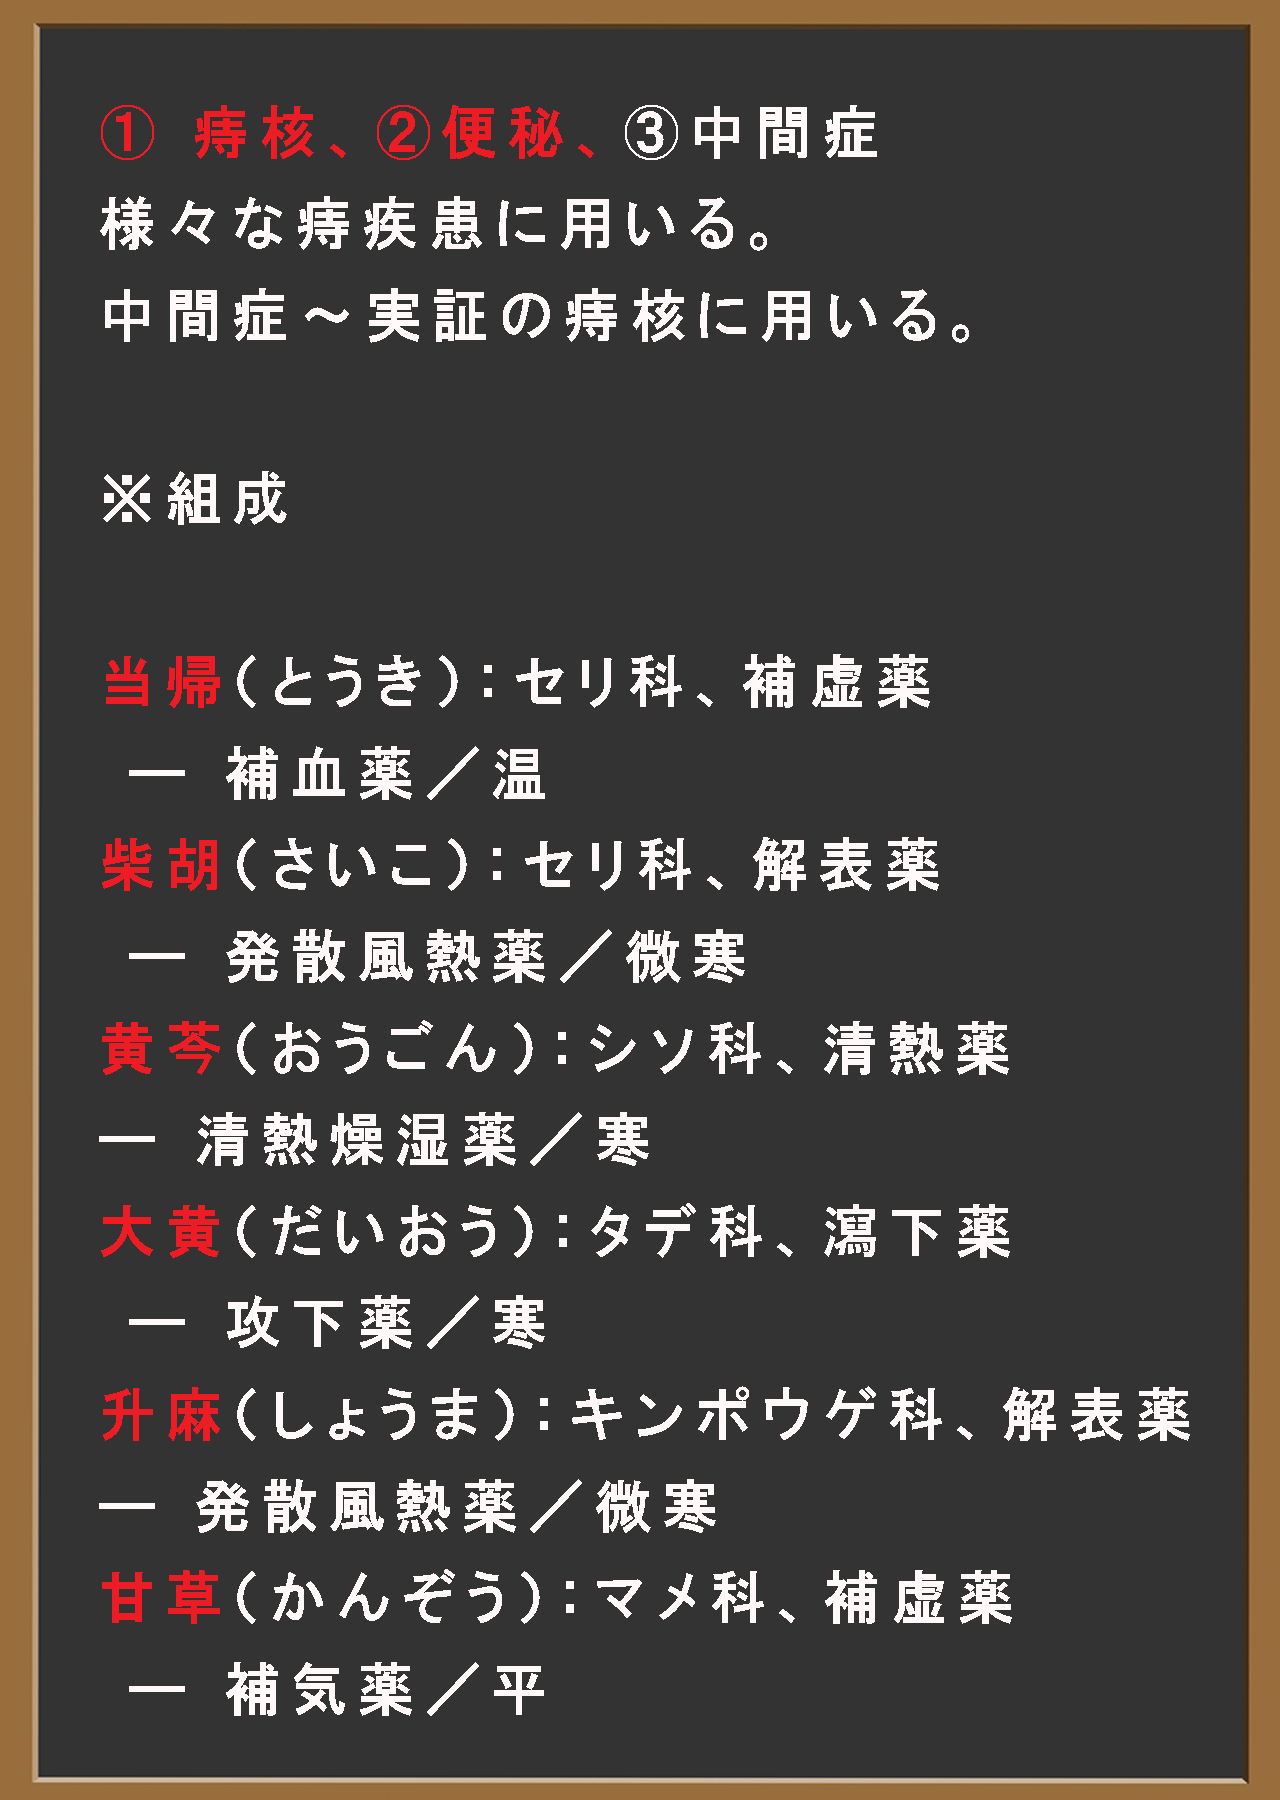 ① 痔核、②便秘、③中間症
様々な痔疾患に用いる。
中間症～実証の痔核に用いる。
※組成
当帰(とうき):セリ科、補虚薬
― 補血薬／温
柴胡(さいこ):セリ科、解表薬
― 発散風熱薬／微寒
黄芩(おうごん):シソ科、清熱薬
― 清熱燥湿薬／寒
大黄(だいおう):タデ科、瀉下薬
― 攻下薬／寒
升麻(しょうま):キンポウゲ科、解表薬
― 発散風熱薬／微寒
甘草(かんぞう):マメ科、補虚薬
― 補気薬／平